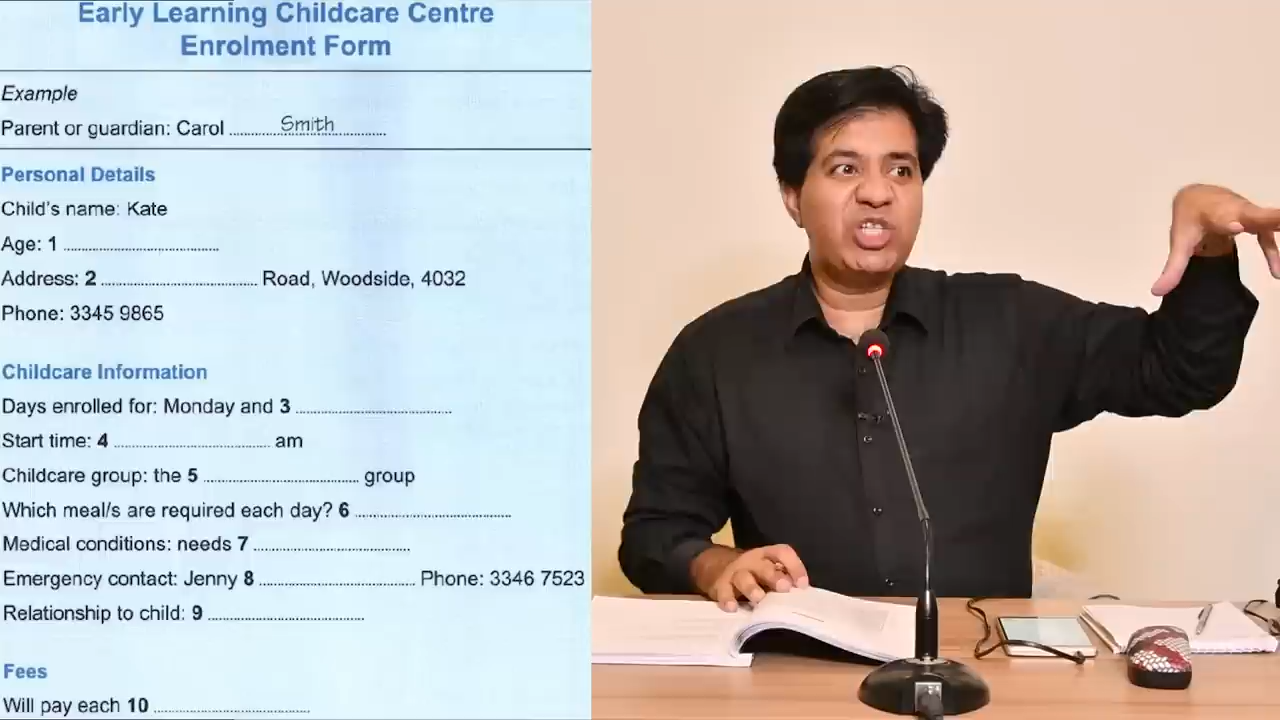 Early Learning Childcare Centre
Enrolment Form
Example
Parent or guardian: Carol ........................ Smith ........................
Personal Details
Child's name: Kate
Age: 1 ........................
Address: 2 ........................ Road, Woodside, 4032
Phone: 3345 9865
Childcare Information
Days enrolled for: Monday and 3 ........................
Start time: 4 ........................ am
Childcare group: the 5 ........................ group
Which meal/s are required each day? 6 ........................
Medical conditions: needs 7 ........................
Emergency contact: Jenny 8 ........................ Phone: 3346 7523
Relationship to child: 9 ........................
Fees
Will pay each 10 ........................